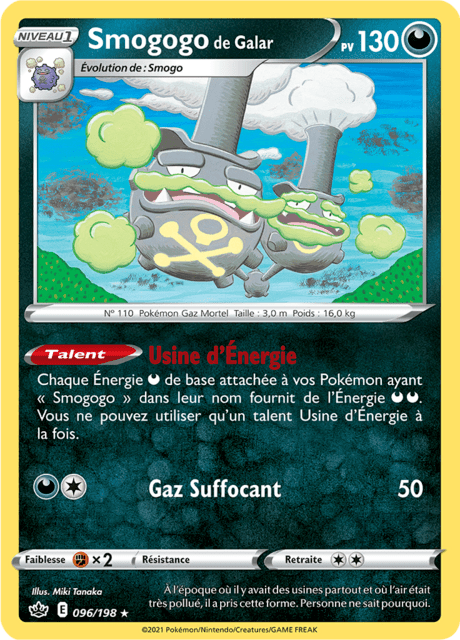 NIVEAU 1
Smogogo de Galar
PV 130
Évolution de : Smogo
N° 110 Pokémon Gaz Mortel Taille : 3,0 m Poids : 16,0 kg
Talent Usine d'Énergie
Chaque Énergie de base attachée à vos Pokémon ayant
« Smogogo » dans leur nom fournit de l'Énergie .
Vous ne pouvez utiliser qu'un talent Usine d'Énergie à
la fois.
Gaz Suffocant 50
Faiblesse ×2 Résistance Retraite
Illus. Miki Tanaka
À l'époque où il y avait des usines partout et où l'air était
très pollué, il a pris cette forme. Personne ne sait pourquoi.
E 096/198 ★
©2021 Pokémon/Nintendo/Creatures/GAME FREAK